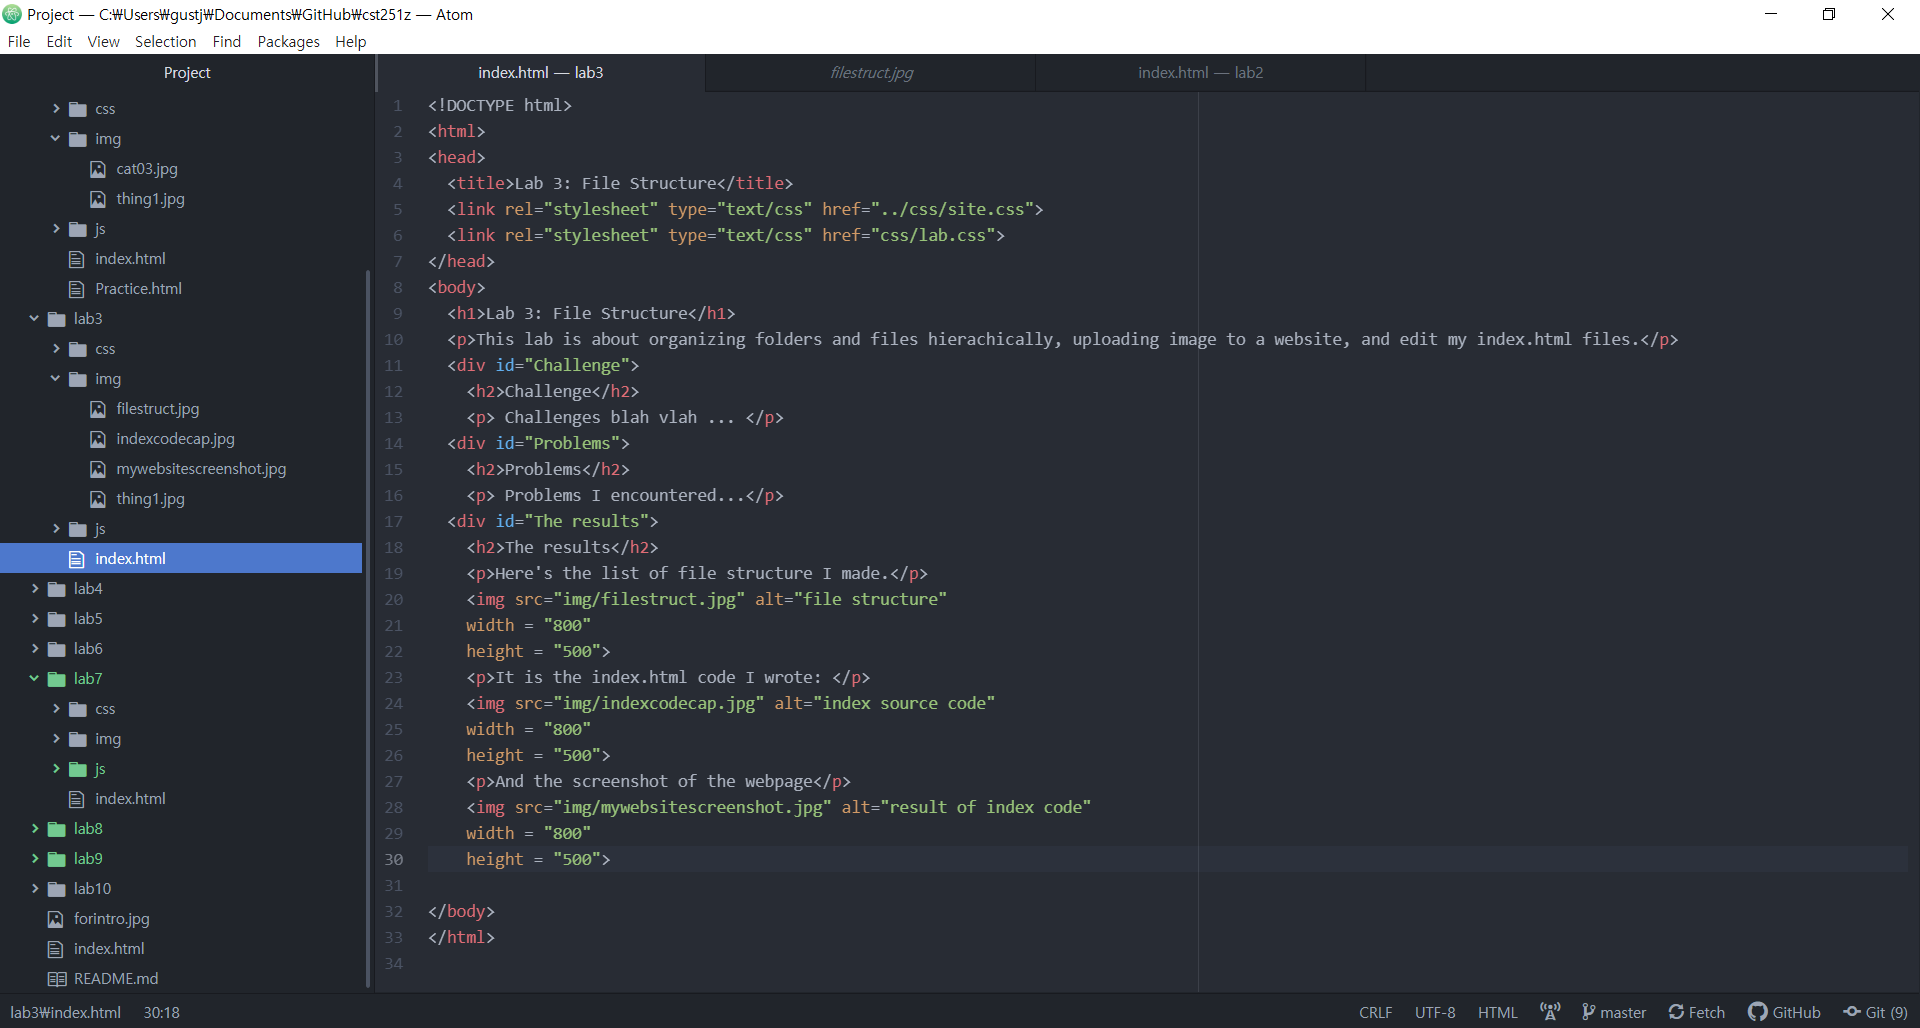 Project — C:₩Users₩gustj₩Documents₩GitHub₩cst251z — Atom
File Edit View Selection Find Packages Help
Project
css
img
cat03.jpg
thing1.jpg
js
index.html
Practice.html
lab3
css
img
filestruct.jpg
indexcodecap.jpg
mywebsitescreenshot.jpg
thing1.jpg
js
index.html
lab4
lab5
lab6
lab7
css
img
js
index.html
lab8
lab9
lab10
forintro.jpg
index.html
README.md
index.html — lab3
filestruct.jpg
index.html — lab2
1 <!DOCTYPE html>
2 <html>
3 <head>
4 <title>Lab 3: File Structure</title>
5 <link rel="stylesheet" type="text/css" href="../css/site.css">
6 <link rel="stylesheet" type="text/css" href="css/lab.css">
7 </head>
8 <body>
9 <h1>Lab 3: File Structure</h1>
10 <p>This lab is about organizing folders and files hierachically, uploading image to a website, and edit my index.html files.</p>
11 <div id="Challenge">
12 <h2>Challenge</h2>
13 <p> Challenges blah vlah ... </p>
14 <div id="Problems">
15 <h2>Problems</h2>
16 <p> Problems I encountered...</p>
17 <div id="The results">
18 <h2>The results</h2>
19 <p>Here's the list of file structure I made.</p>
20 <img src="img/filestruct.jpg" alt="file structure"
21 width = "800"
22 height = "500">
23 <p>It is the index.html code I wrote: </p>
24 <img src="img/indexcodecap.jpg" alt="index source code"
25 width = "800"
26 height = "500">
27 <p>And the screenshot of the webpage</p>
28 <img src="img/mywebsitescreenshot.jpg" alt="result of index code"
29 width = "800"
30 height = "500">
31
32 </body>
33 </html>
34
lab3₩index.html 30:18
CRLF UTF-8 HTML master Fetch GitHub Git (9)